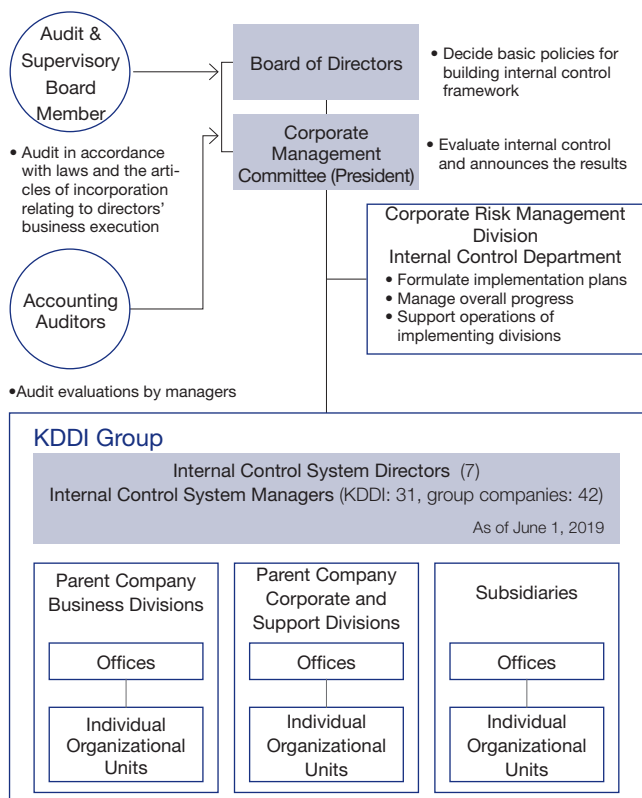 Audit &
Supervisory
Board
Member
• Audit in accordance
with laws and the arti-
cles of incorporation
relating to directors'
business execution
Accounting
Auditors
•Audit evaluations by managers
Board of Directors
• Decide basic policies for
building internal control
framework
Corporate
Management
Committee (President)
• Evaluate internal control
and announces the results
Corporate Risk Management
Division
Internal Control Department
• Formulate implementation plans
• Manage overall progress
• Support operations of
implementing divisions
KDDI Group
Internal Control System Directors (7)
Internal Control System Managers (KDDI: 31, group companies: 42)
As of June 1, 2019
Parent Company
Business Divisions
Offices
Individual
Organizational
Units
Parent Company
Corporate and
Support Divisions
Offices
Individual
Organizational
Units
Subsidiaries
Offices
Individual
Organizational
Units